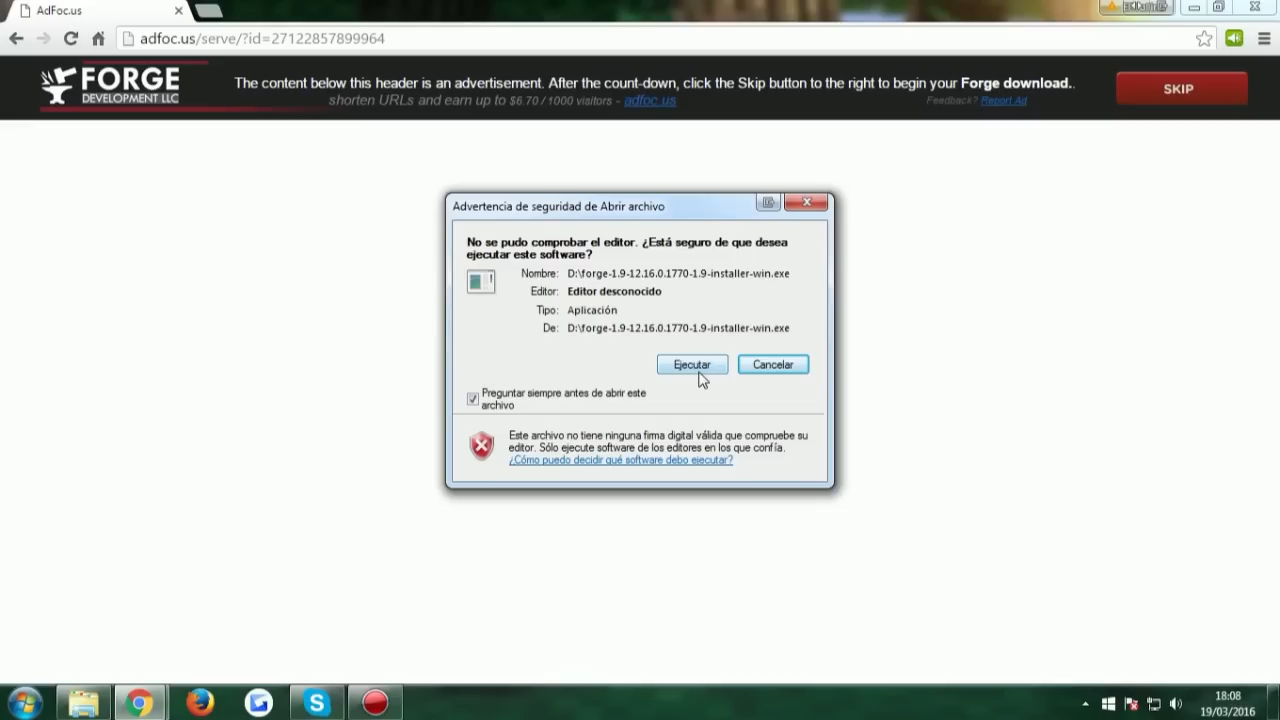 AdFoc.us
adfoc.us/serve/?id=27122857899964
FORGE
DEVELOPMENT LLC
The content below this header is an advertisement. After the count-down, click the Skip button to the right to begin your Forge download..
shorten URLs and earn up to $6.70 / 1000 visitors - adfoc.us
Feedback? Report Ad
SKIP
Advertencia de seguridad de Abrir archivo
No se pudo comprobar el editor. ¿Está seguro de que desea
ejecutar este software?
Nombre: D:\forge-1.9-12.16.0.1770-1.9-installer-win.exe
Editor: Editor desconocido
Tipo: Aplicación
De: D:\forge-1.9-12.16.0.1770-1.9-installer-win.exe
Ejecutar
Cancelar
Preguntar siempre antes de abrir este
archivo
Este archivo no tiene ninguna firma digital válida que compruebe su
editor. Sólo ejecute software de los editores en los que confía.
¿Cómo puedo decidir qué software debo ejecutar?
18:08
19/03/2016